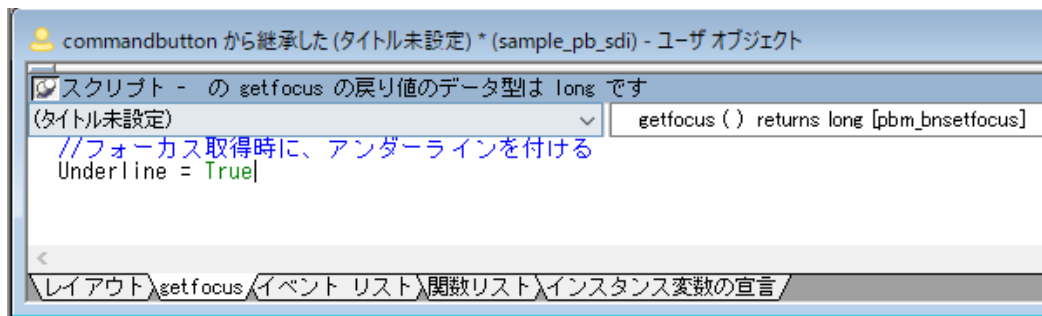 commandbutton から継承した (タイトル未設定) * (sample_pb_sdi) - ユーザ オブジェクト
スクリプト - の getfocus の戻り値のデータ型は long です
(タイトル未設定) getfocus ( ) returns long [pbm_bnsetfocus]
//フォーカス取得時に、アンダーラインを付ける
Underline = True
レイアウト getfocus イベント リスト 関数リスト インスタンス変数の宣言